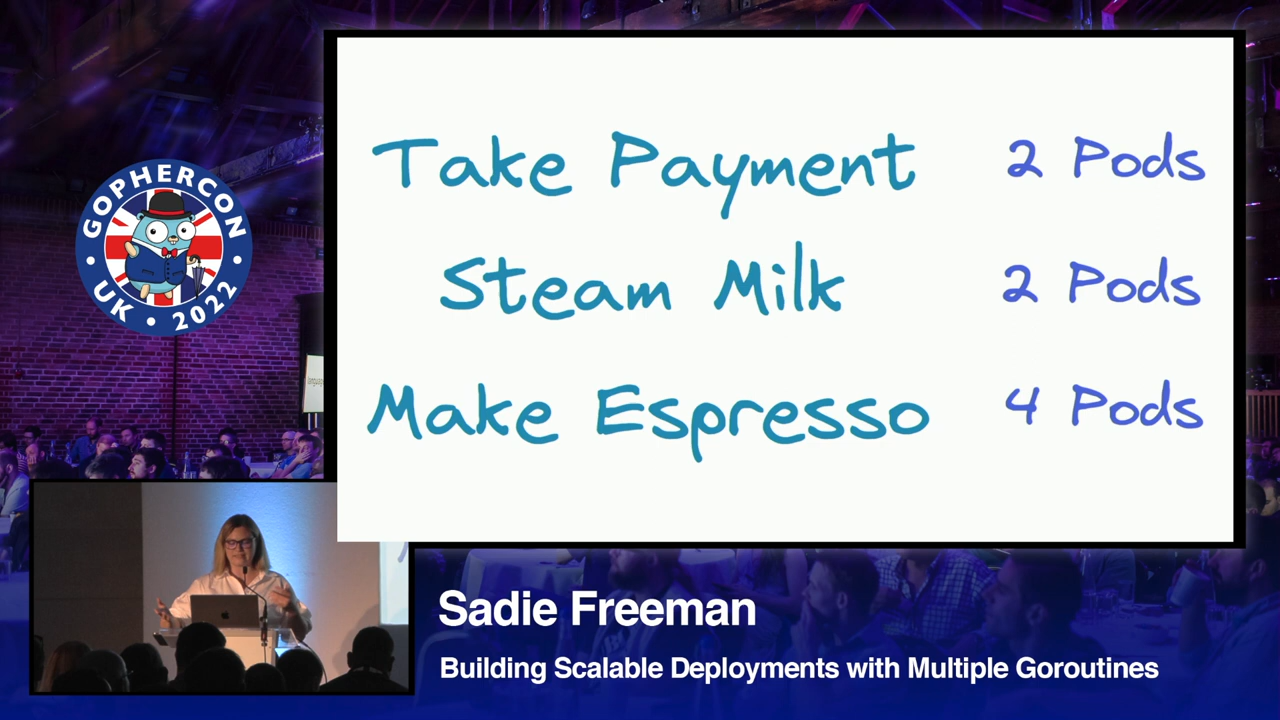 GOPHERCON
UK • 2022
Take Payment 2 Pods
Steam Milk 2 Pods
Make Espresso 4 Pods
Sadie Freeman
Building Scalable Deployments with Multiple Goroutines